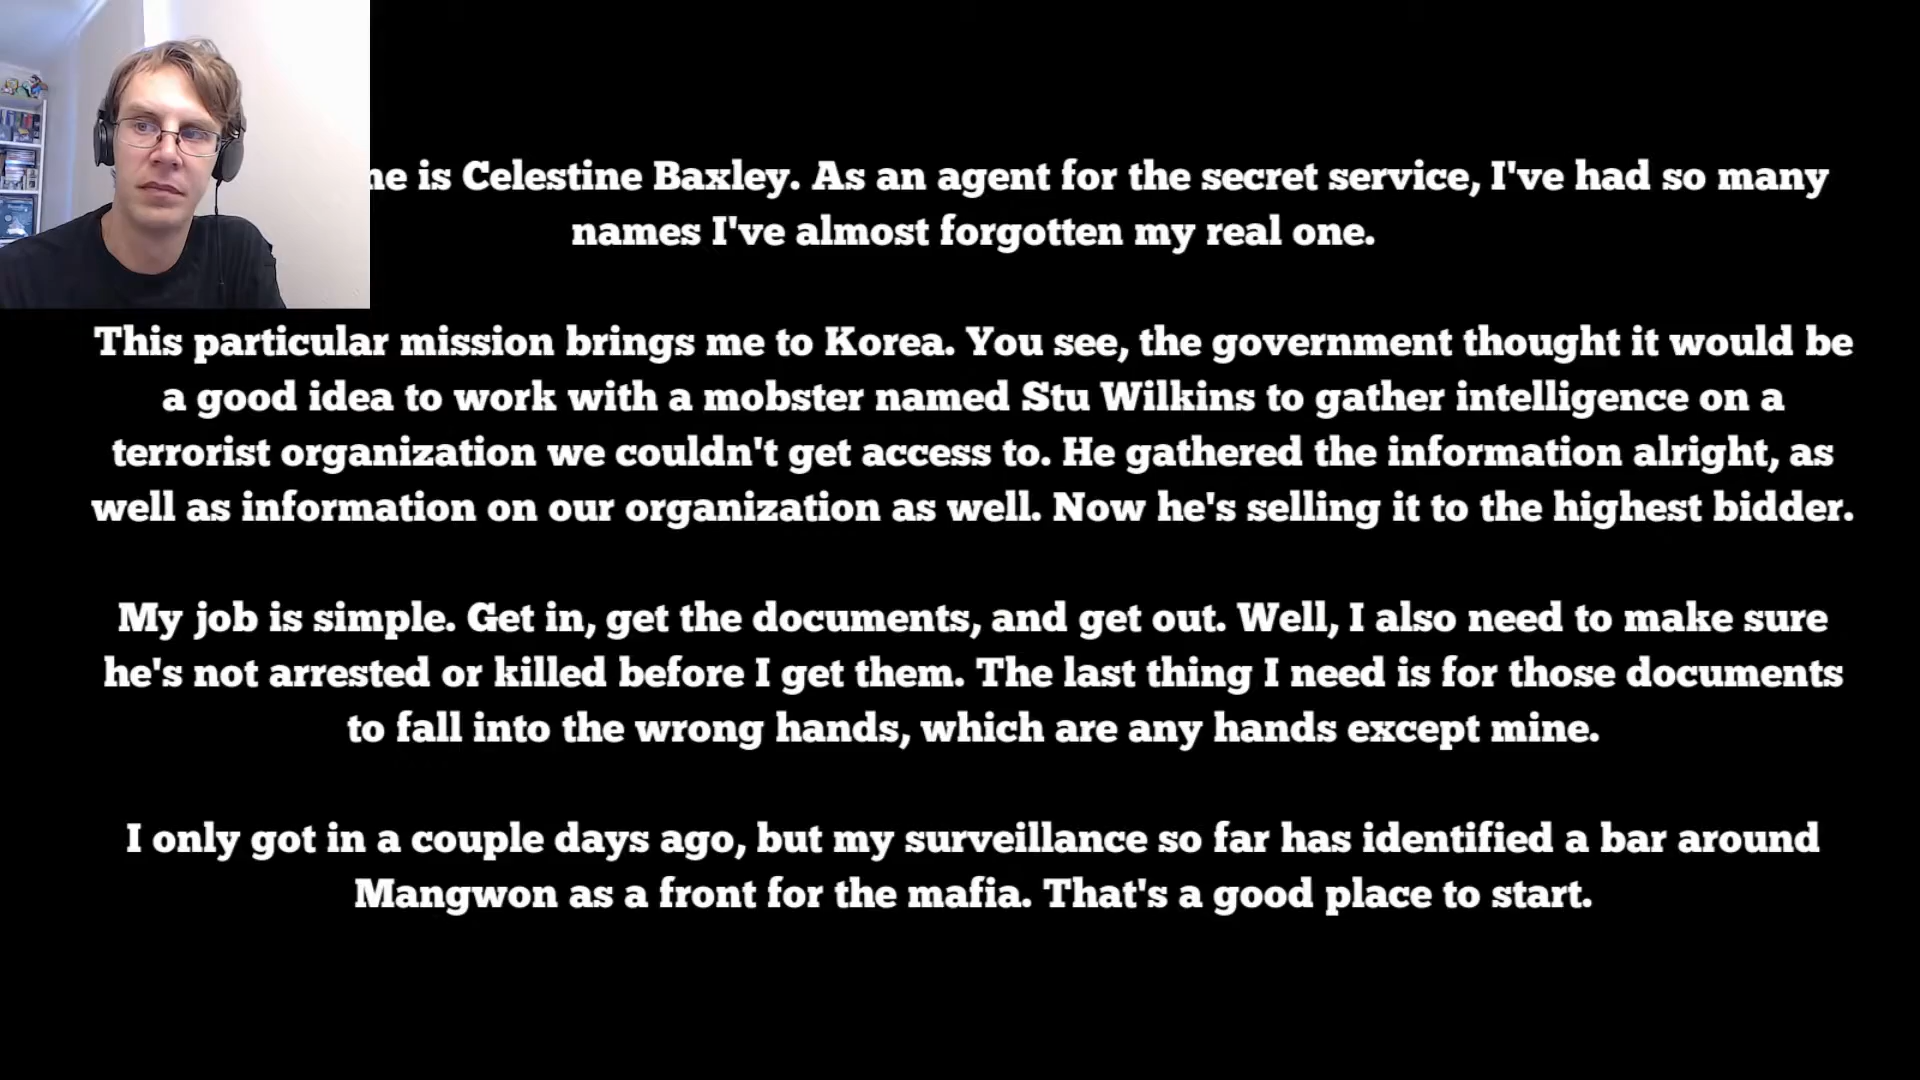 is Celestine Baxley. As an agent for the secret service, I've had so many
names I've almost forgotten my real one.
This particular mission brings me to Korea. You see, the government thought it would be
a good idea to work with a mobster named Stu Wilkins to gather intelligence on a
terrorist organization we couldn't get access to. He gathered the information alright, as
well as information on our organization as well. Now he's selling it to the highest bidder.
My job is simple. Get in, get the documents, and get out. Well, I also need to make sure
he's not arrested or killed before I get them. The last thing I need is for those documents
to fall into the wrong hands, which are any hands except mine.
I only got in a couple days ago, but my surveillance so far has identified a bar around
Mangwon as a front for the mafia. That's a good place to start.